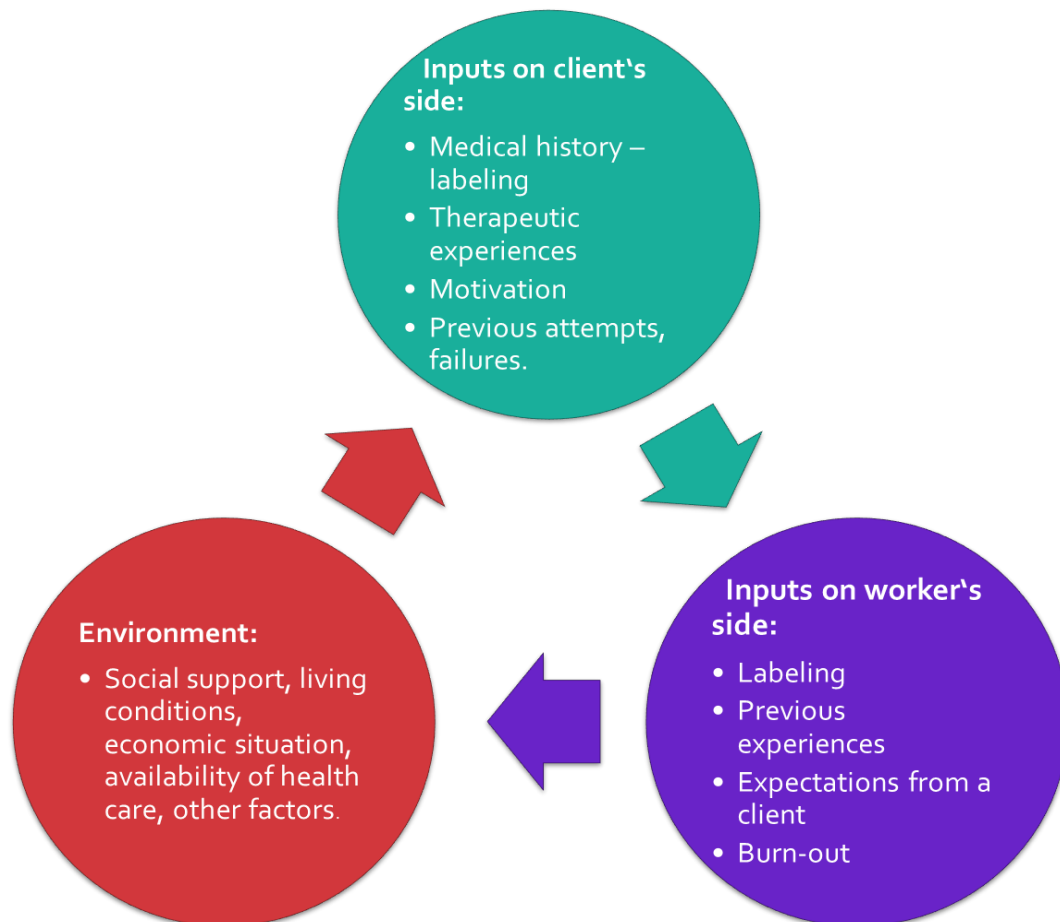 Inputs on client‘s
side:
• Medical history –
labeling
• Therapeutic
experiences
• Motivation
• Previous attempts,
failures.
Environment:
• Social support, living
conditions,
economic situation,
availability of health
care, other factors.
Inputs on worker‘s
side:
• Labeling
• Previous
experiences
• Expectations from a
client
• Burn-out